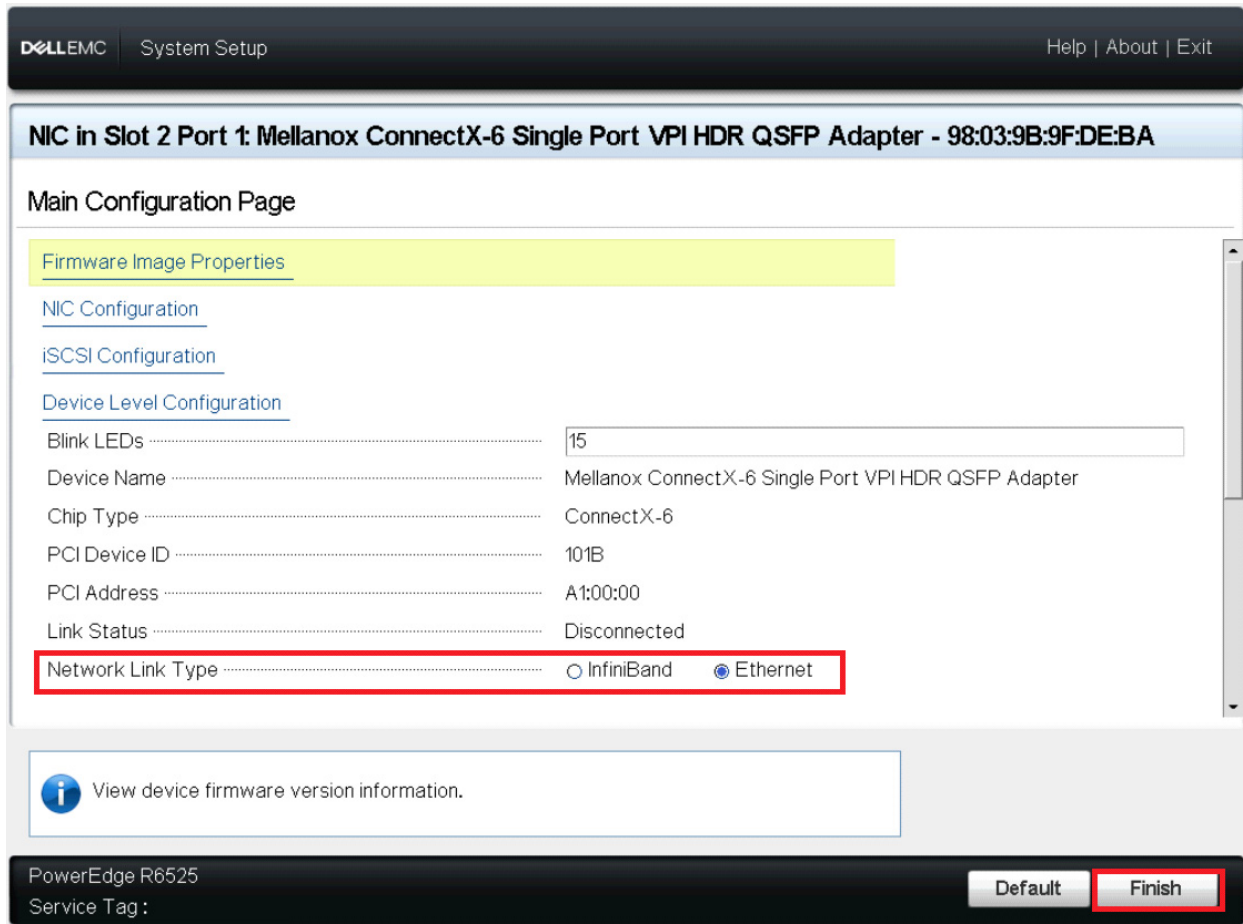 DELLEMC System Setup Help | About | Exit
NIC in Slot 2 Port 1: Mellanox ConnectX-6 Single Port VPI HDR QSFP Adapter - 98:03:9B:9F:DE:BA
Main Configuration Page
Firmware Image Properties
NIC Configuration
iSCSI Configuration
Device Level Configuration
Blink LEDs 15
Device Name Mellanox ConnectX-6 Single Port VPI HDR QSFP Adapter
Chip Type ConnectX-6
PCI Device ID 101B
PCI Address A1:00:00
Link Status Disconnected
Network Link Type InfiniBand Ethernet
View device firmware version information.
PowerEdge R6525
Service Tag : Default Finish